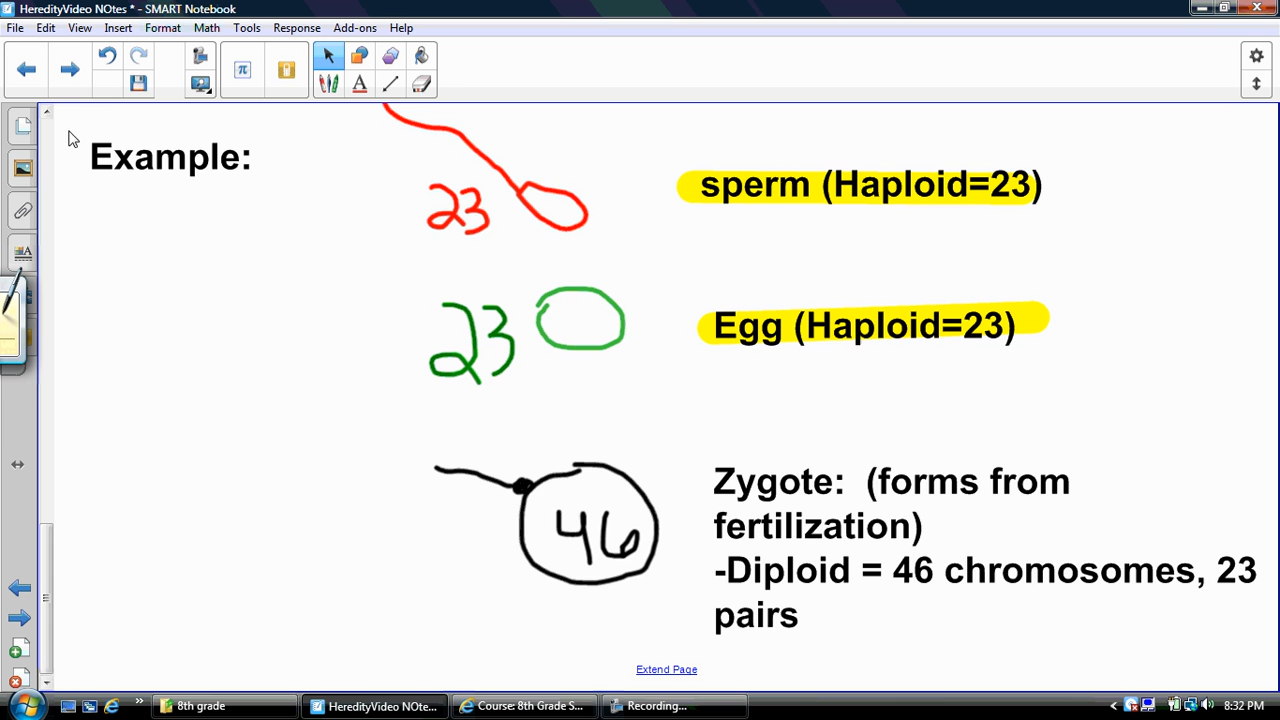 HeredityVideo NOtes * - SMART Notebook
File Edit View Insert Format Math Tools Response Add-ons Help
π
A
Example:
23
sperm (Haploid=23)
23
Egg (Haploid=23)
46
Zygote: (forms from
fertilization)
-Diploid = 46 chromosomes, 23
pairs
Extend Page
8th grade
HeredityVideo NOte...
Course: 8th Grade S...
Recording...
8:32 PM